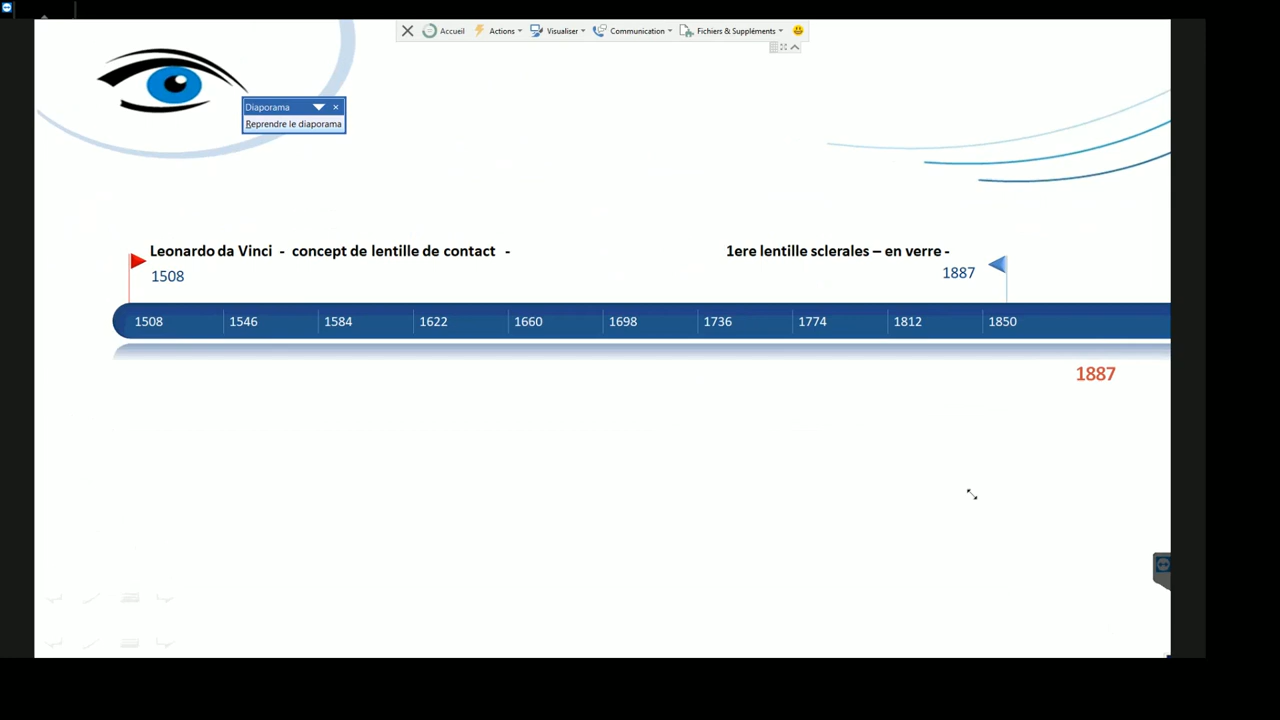 Accueil Actions Visualiser Communication Fichiers & Suppléments
Diaporama
Reprendre le diaporama
Leonardo da Vinci - concept de lentille de contact -
1508
1ere lentille sclerales – en verre -
1887
1508 1546 1584 1622 1660 1698 1736 1774 1812 1850
1887